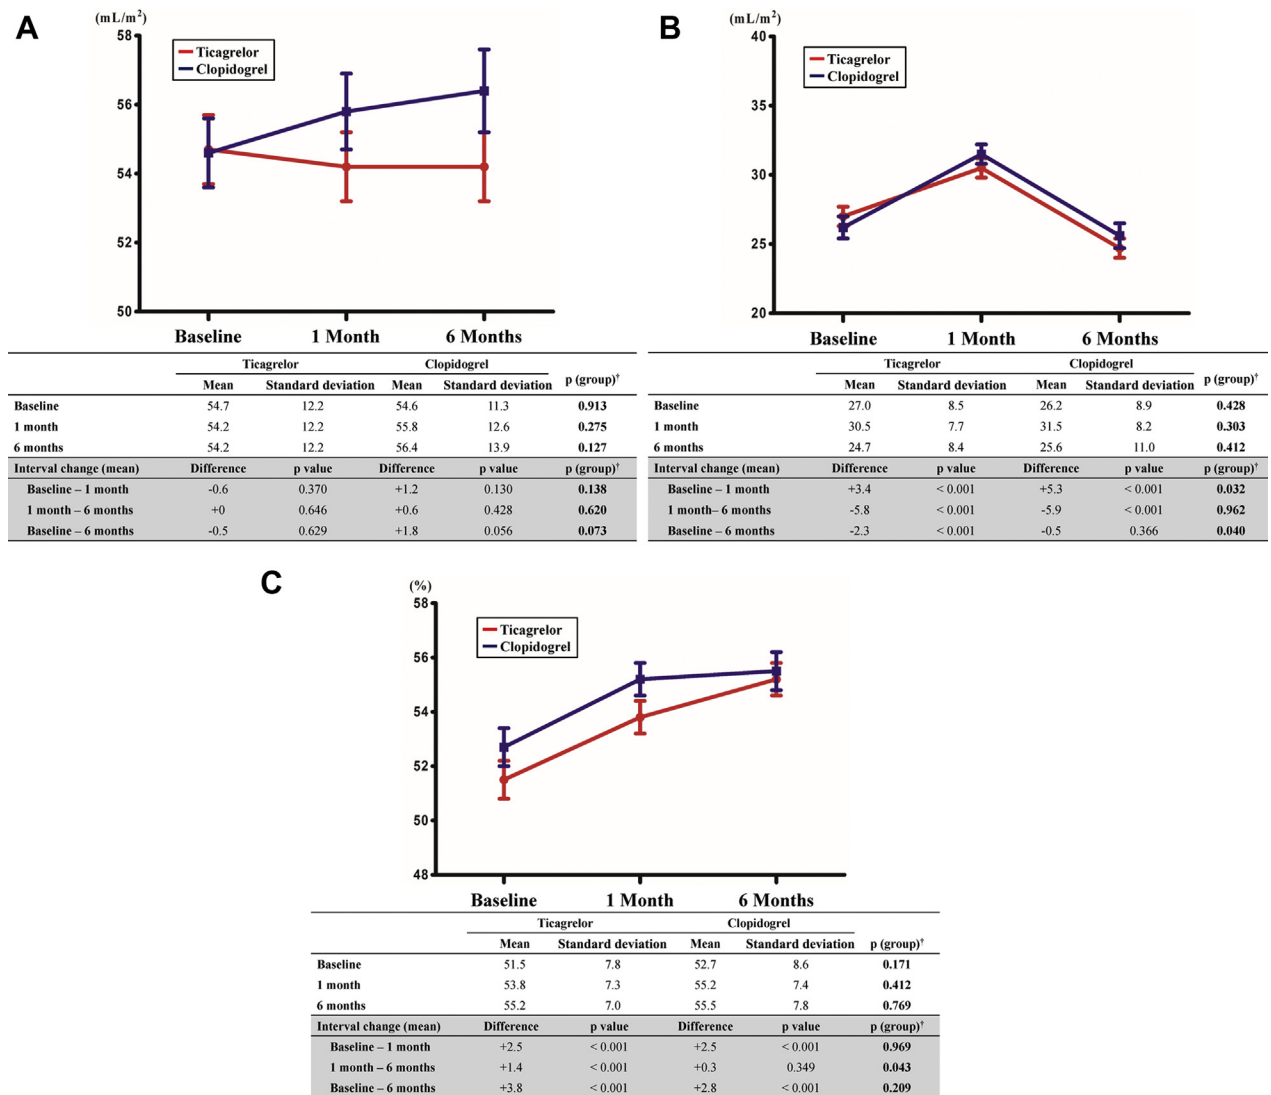 A
(mL/m²)
58
56
54
52
50
Ticagrelor
Clopidogrel
Baseline 1 Month 6 Months
Ticagrelor Clopidogrel p (group)†
Mean Standard deviation Mean Standard deviation
Baseline 54.7 12.2 54.6 11.3 0.913
1 month 54.2 12.2 55.8 12.6 0.275
6 months 54.2 12.2 56.4 13.9 0.127
Interval change (mean) Difference p value Difference p value p (group)†
Baseline – 1 month -0.6 0.370 +1.2 0.130 0.138
1 month – 6 months +0 0.646 +0.6 0.428 0.620
Baseline – 6 months -0.5 0.629 +1.8 0.056 0.073
B
(mL/m²)
40
35
30
25
20
Ticagrelor
Clopidogrel
Baseline 1 Month 6 Months
Ticagrelor Clopidogrel p (group)†
Mean Standard deviation Mean Standard deviation
Baseline 27.0 8.5 26.2 8.9 0.428
1 month 30.5 7.7 31.5 8.2 0.303
6 months 24.7 8.4 25.6 11.0 0.412
Interval change (mean) Difference p value Difference p value p (group)†
Baseline – 1 month +3.4 < 0.001 +5.3 < 0.001 0.032
1 month– 6 months -5.8 < 0.001 -5.9 < 0.001 0.962
Baseline – 6 months -2.3 < 0.001 -0.5 0.366 0.040
C
(%)
58
56
54
52
50
48
Ticagrelor
Clopidogrel
Baseline 1 Month 6 Months
Ticagrelor Clopidogrel p (group)†
Mean Standard deviation Mean Standard deviation
Baseline 51.5 7.8 52.7 8.6 0.171
1 month 53.8 7.3 55.2 7.4 0.412
6 months 55.2 7.0 55.5 7.8 0.769
Interval change (mean) Difference p value Difference p value p (group)†
Baseline – 1 month +2.5 < 0.001 +2.5 < 0.001 0.969
1 month – 6 months +1.4 < 0.001 +0.3 0.349 0.043
Baseline – 6 months +3.8 < 0.001 +2.8 < 0.001 0.209